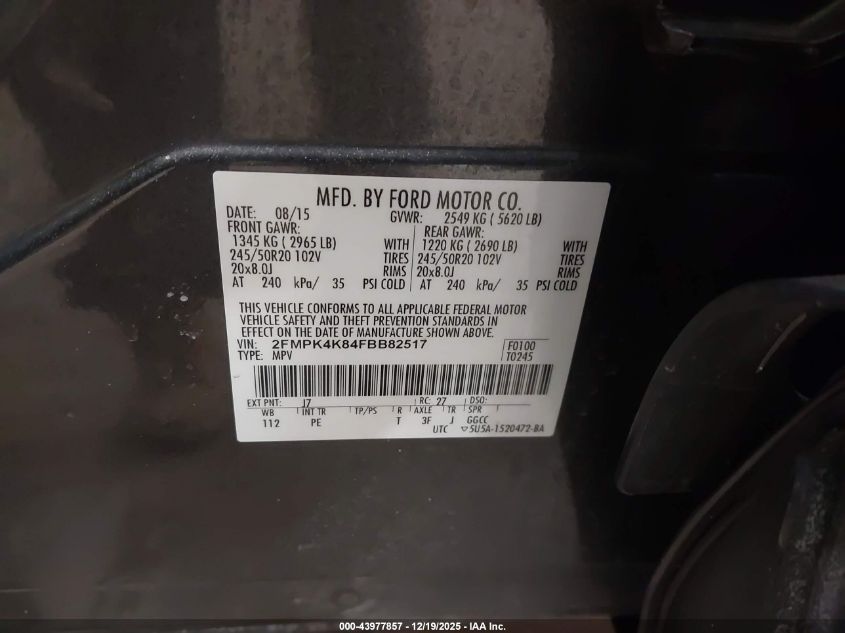 MFD. BY FORD MOTOR CO.
DATE: 08/15 GVWR: 2549 KG ( 5620 LB)
FRONT GAWR: REAR GAWR:
1345 KG ( 2965 LB) WITH 1220 KG ( 2690 LB) WITH
245/50R20 102V TIRES 245/50R20 102V TIRES
20x8.0J RIMS 20x8.0J RIMS
AT 240 kPa/ 35 PSI COLD AT 240 kPa/ 35 PSI COLD
THIS VEHICLE CONFORMS TO ALL APPLICABLE FEDERAL MOTOR
VEHICLE SAFETY AND THEFT PREVENTION STANDARDS IN
EFFECT ON THE DATE OF MANUFACTURE SHOWN ABOVE.
VIN: 2FMPK4K84FBB82517 F0100
TYPE: MPV T0245
EXT PNT: J7 RC: 27 DSO:
WB INT TR TP/PS R AXLE TR SPR
112 PE T 3F J GGCC
UTC ▽5U5A-1520472-BA
000-43977857 - 12/19/2025 - IAA Inc.